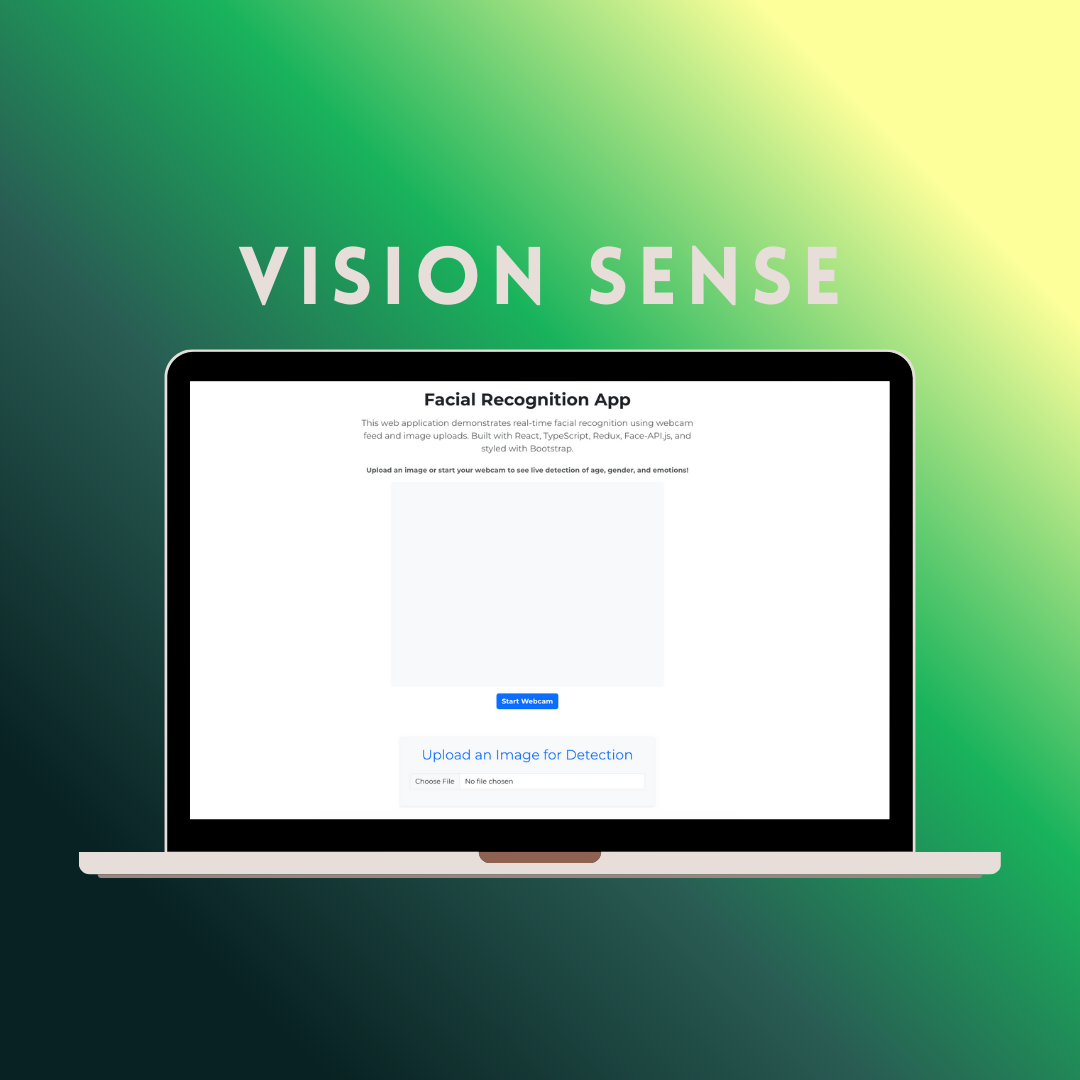 VISION SENSE
Facial Recognition App
This web application demonstrates real-time facial recognition using webcam
feed and image uploads. Built with React, TypeScript, Redux, Face-API.js, and
styled with Bootstrap.
Upload an image or start your webcam to see live detection of age, gender, and emotions!
Start Webcam
Upload an Image for Detection
Choose File No file chosen